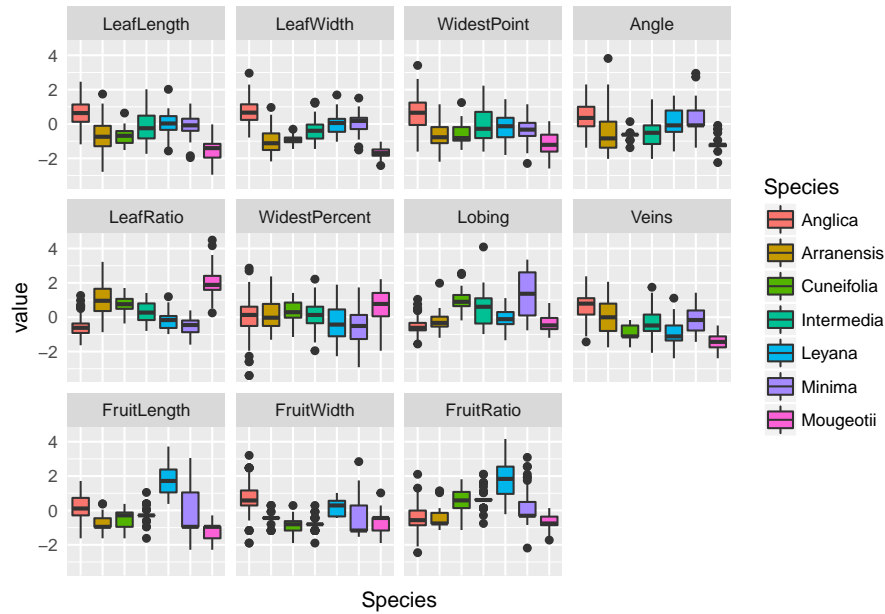 LeafLength LeafWidth WidestPoint Angle
4
2
0
−2
LeafRatio WidestPercent Lobing Veins
4
2
0
−2
FruitLength FruitWidth FruitRatio
4
2
0
−2
value
Species
Species
Anglica
Arranensis
Cuneifolia
Intermedia
Leyana
Minima
Mougeotii